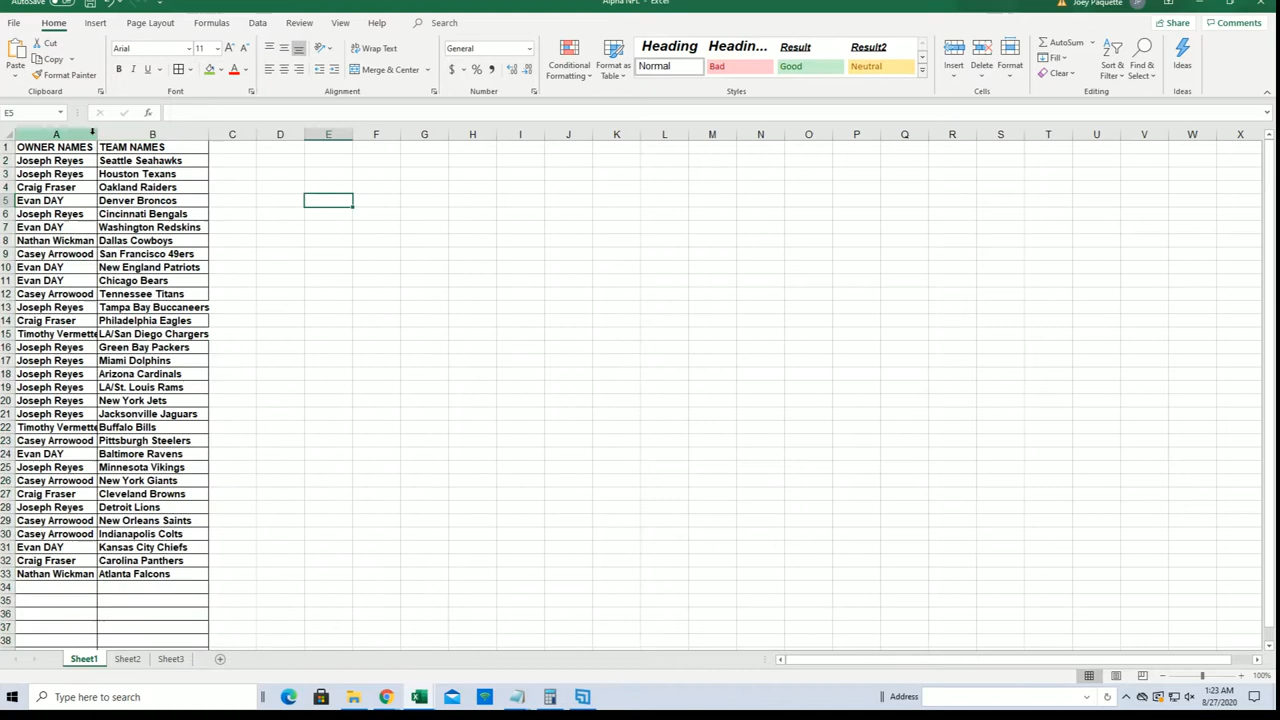 AutoSave Off Alpha NFL - Excel Joey Paquette JP
File Home Insert Page Layout Formulas Data Review View Help Search Share Comments
Paste Cut Copy Format Painter
Arial 11 B I U A
Wrap Text Merge & Center
General $ % ,
Conditional Formatting Format as Table
Heading Headin... Result Result2
Normal Bad Good Neutral
Insert Delete Format
AutoSum Fill Clear Sort & Filter Find & Select Ideas
Clipboard Font Alignment Number Styles Cells Editing Ideas
E5 fx
A B C D E F G H I J K L M N O P Q R S T U V W X
1 OWNER NAMES TEAM NAMES
2 Joseph Reyes Seattle Seahawks
3 Joseph Reyes Houston Texans
4 Craig Fraser Oakland Raiders
5 Evan DAY Denver Broncos
6 Joseph Reyes Cincinnati Bengals
7 Evan DAY Washington Redskins
8 Nathan Wickman Dallas Cowboys
9 Casey Arrowood San Francisco 49ers
10 Evan DAY New England Patriots
11 Evan DAY Chicago Bears
12 Casey Arrowood Tennessee Titans
13 Joseph Reyes Tampa Bay Buccaneers
14 Craig Fraser Philadelphia Eagles
15 Timothy Vermette LA/San Diego Chargers
16 Joseph Reyes Green Bay Packers
17 Joseph Reyes Miami Dolphins
18 Joseph Reyes Arizona Cardinals
19 Joseph Reyes LA/St. Louis Rams
20 Joseph Reyes New York Jets
21 Joseph Reyes Jacksonville Jaguars
22 Timothy Vermette Buffalo Bills
23 Casey Arrowood Pittsburgh Steelers
24 Evan DAY Baltimore Ravens
25 Joseph Reyes Minnesota Vikings
26 Casey Arrowood New York Giants
27 Craig Fraser Cleveland Browns
28 Joseph Reyes Detroit Lions
29 Casey Arrowood New Orleans Saints
30 Casey Arrowood Indianapolis Colts
31 Evan DAY Kansas City Chiefs
32 Craig Fraser Carolina Panthers
33 Nathan Wickman Atlanta Falcons
34
35
36
37
38
Sheet1 Sheet2 Sheet3
100%
Type here to search Address 1:23 AM
8/27/2020